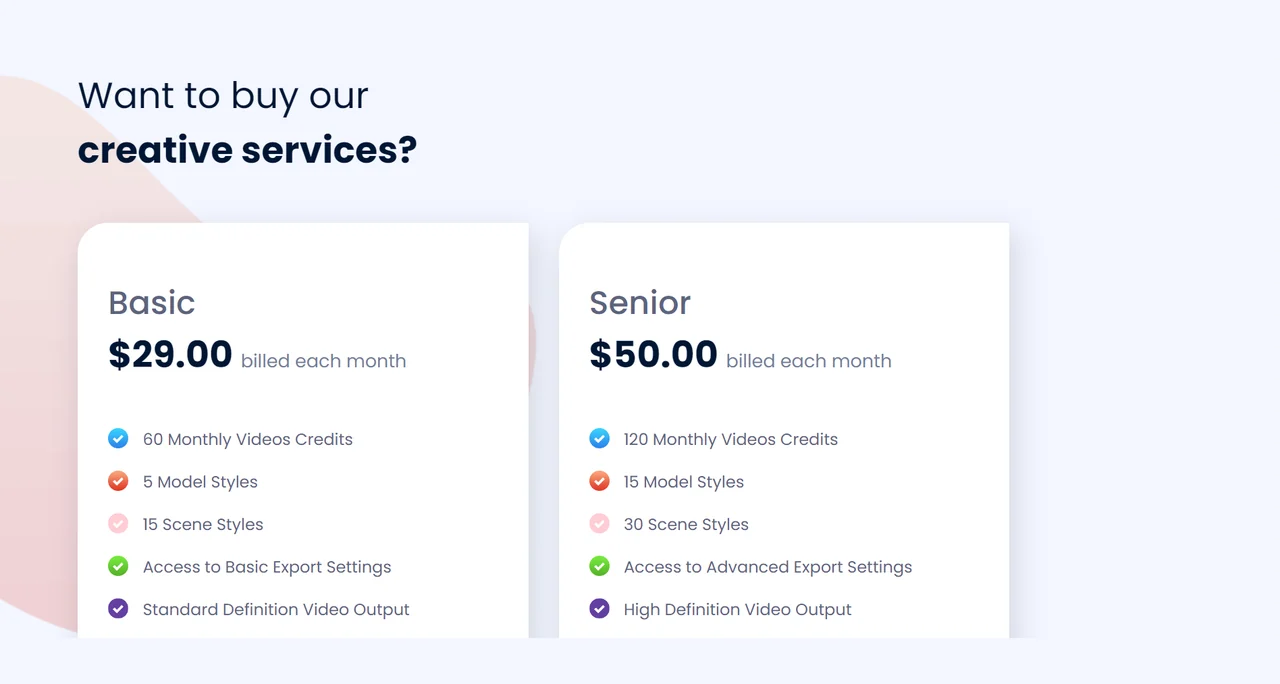 Want to buy our
creative services?
Basic
$29.00 billed each month
60 Monthly Videos Credits
5 Model Styles
15 Scene Styles
Access to Basic Export Settings
Standard Definition Video Output
Senior
$50.00 billed each month
120 Monthly Videos Credits
15 Model Styles
30 Scene Styles
Access to Advanced Export Settings
High Definition Video Output